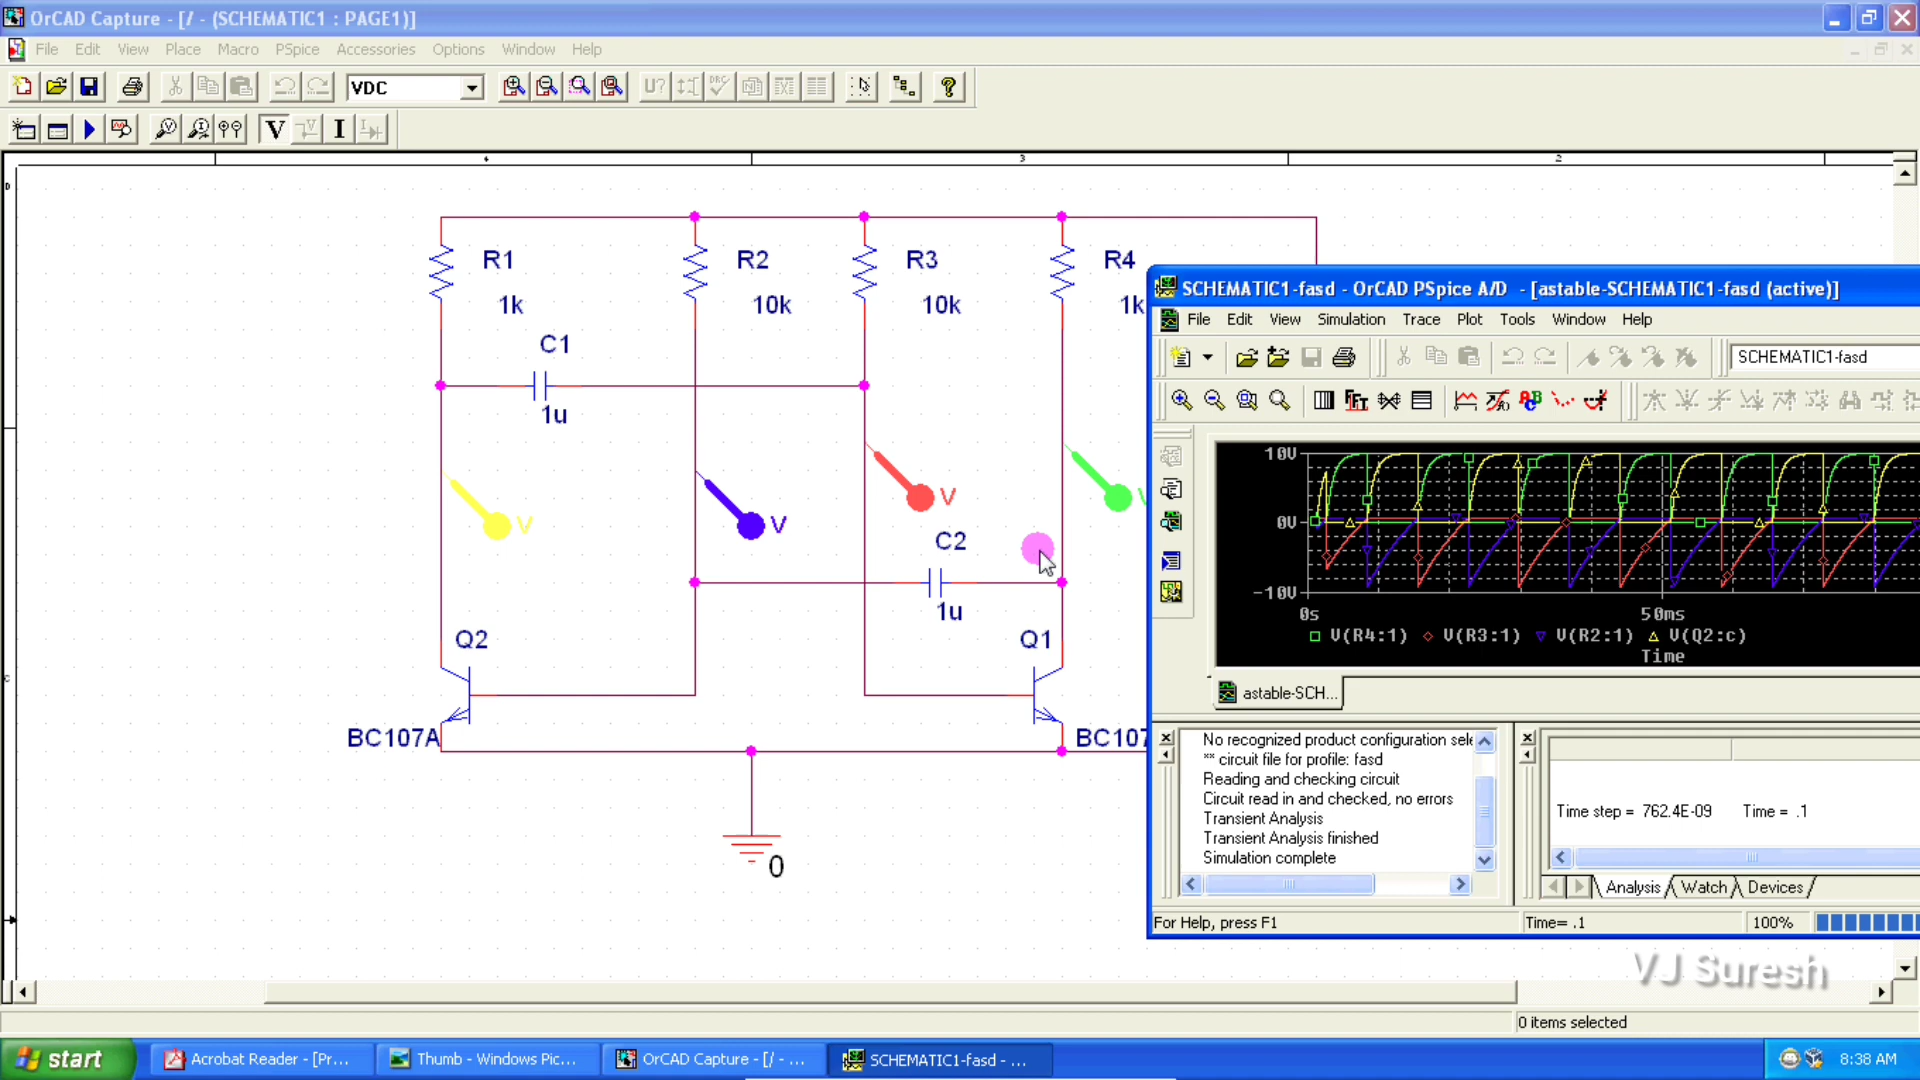 OrCAD Capture - [/ - (SCHEMATIC1 : PAGE1)]
File Edit View Place Macro PSpice Accessories Options Window Help
VDC
U? DRC ?
V V I I
4 3 2
D
R1 R2 R3 R4
1k 10k 10k 1k
C1
1u
V V V
C2
1u
Q2 Q1
BC107A BC107
0
C
SCHEMATIC1-fasd - OrCAD PSpice A/D - [astable-SCHEMATIC1-fasd (active)]
File Edit View Simulation Trace Plot Tools Window Help
SCHEMATIC1-fasd
FFT ABC
10V
0V
-10V
0s 50ms
V(R4:1) V(R3:1) V(R2:1) V(Q2:c)
Time
astable-SCH...
No recognized product configuration sele
** circuit file for profile: fasd
Reading and checking circuit
Circuit read in and checked, no errors
Transient Analysis
Transient Analysis finished
Simulation complete
Time step = 762.4E-09 Time = .1
Analysis Watch Devices
For Help, press F1 Time= .1 100%
VJ Suresh
0 items selected
start Acrobat Reader - [Pr... Thumb - Windows Pic... OrCAD Capture - [/ - ... SCHEMATIC1-fasd - ... 8:38 AM